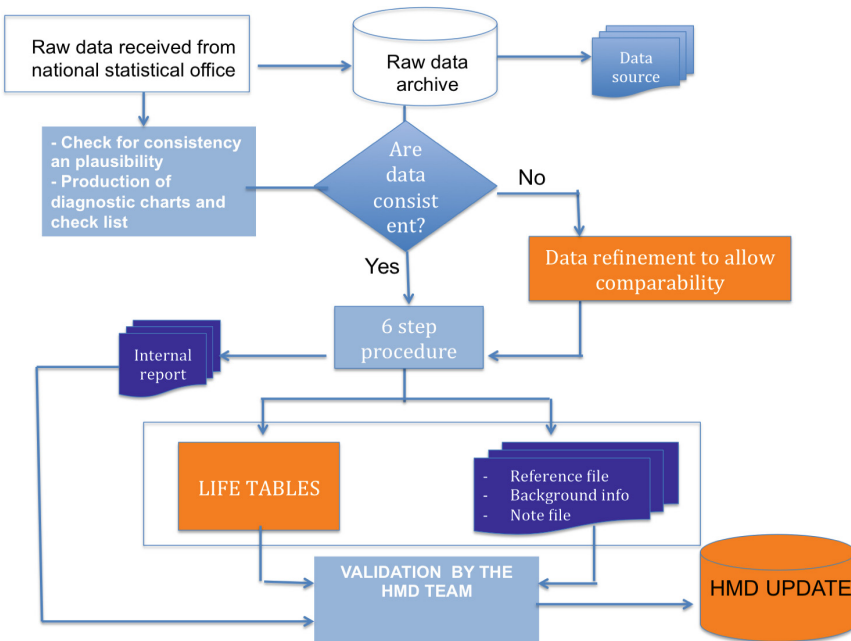 Raw data received from
national statistical office
Raw data
archive
Data
source
- Check for consistency
an plausibility
- Production of
diagnostic charts and
check list
Are
data
consist
ent?
No
Yes
Data refinement to allow
comparability
6 step
procedure
Internal
report
LIFE TABLES
- Reference file
- Background info
- Note file
VALIDATION BY THE
HMD TEAM
HMD UPDATE